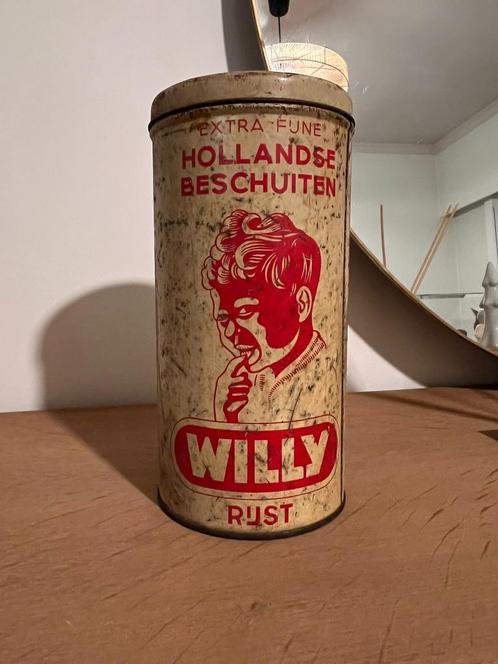 EXTRA FIJNE
HOLLANDSE
BESCHUITEN
WILLY
RIJST